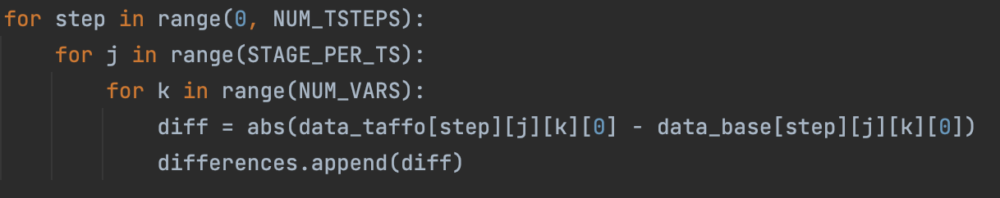 for step in range(0, NUM_TSTEPS):
    for j in range(STAGE_PER_TS):
        for k in range(NUM_VARS):
            diff = abs(data_taffo[step][j][k][0] - data_base[step][j][k][0])
            differences.append(diff)